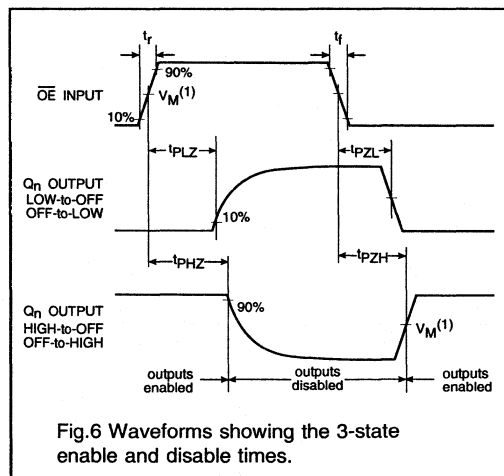 tr
tf
90%
OE INPUT
VM(1)
10%
tPLZ
tPZL
Qn OUTPUT
LOW-to-OFF
OFF-to-LOW
10%
tPHZ
tPZH
Qn OUTPUT
HIGH-to-OFF
OFF-to-HIGH
90%
VM(1)
outputs
enabled
outputs
disabled
outputs
enabled
Fig.6 Waveforms showing the 3-state
enable and disable times.